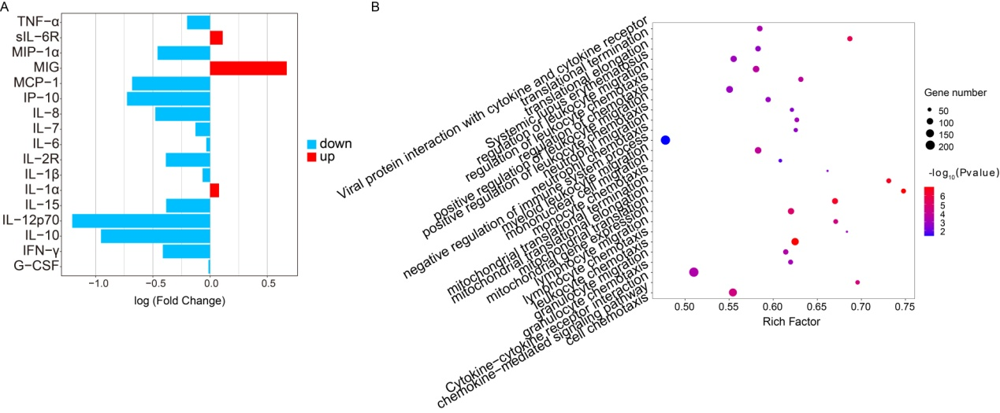 A
TNF−α
sIL−6R
MIP−1α
MIG
MCP−1
IP−10
IL−8
IL−7
IL−6
IL−2R
IL−1β
IL−1α
IL−15
IL−12p70
IL−10
IFN−γ
G−CSF
−1.0 −0.5 0.0 0.5
log (Fold Change)
down
up
B
Viral protein interaction with cytokine and cytokine receptor
translational termination
translational elongation
Systemic lupus erythematosus
regulation of leukocyte migration
regulation of leukocyte chemotaxis
regulation of chemotaxis
positive regulation of leukocyte migration
positive regulation of leukocyte chemotaxis
neutrophil migration
neutrophil chemotaxis
negative regulation of immune system process
myeloid leukocyte migration
mononuclear cell migration
monocyte chemotaxis
mitochondrial translational termination
mitochondrial translational elongation
mitochondrial translation
mitochondrial gene expression
lymphocyte migration
lymphocyte chemotaxis
leukocyte chemotaxis
granulocyte migration
granulocyte chemotaxis
Cytokine−cytokine receptor interaction
chemokine−mediated signaling pathway
cell chemotaxis
0.50 0.55 0.60 0.65 0.70 0.75
Rich Factor
Gene number
50
100
150
200
-log10(Pvalue)
6
5
4
3
2